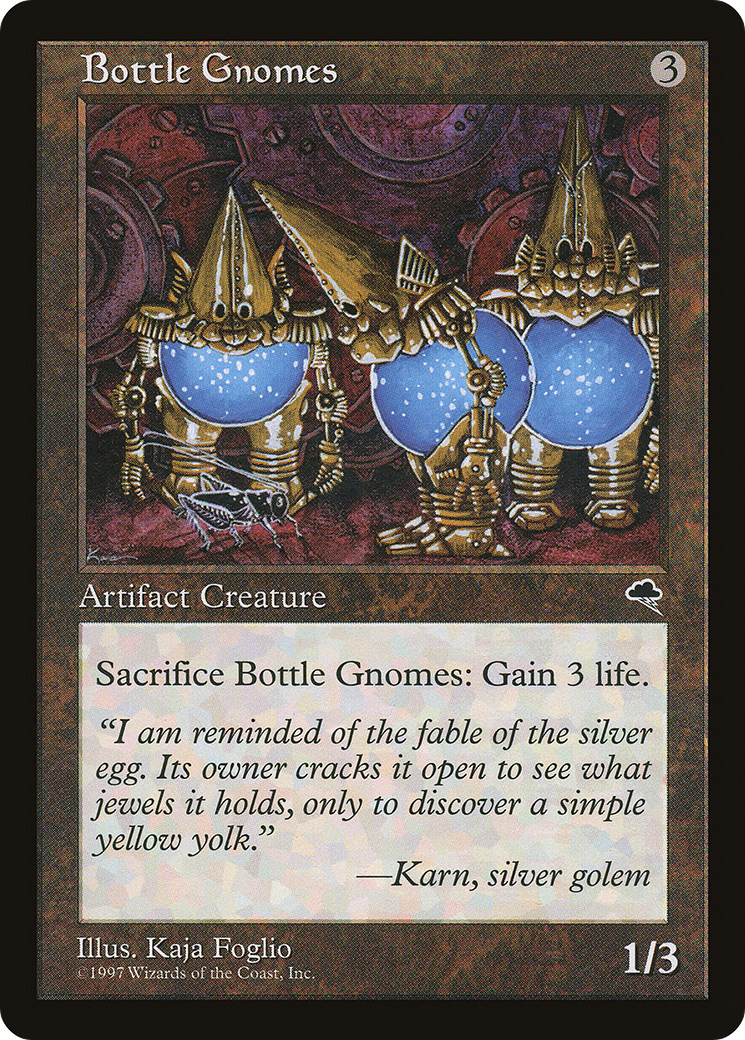 Bottle Gnomes 3
Kaja
Artifact Creature
Sacrifice Bottle Gnomes: Gain 3 life.
“I am reminded of the fable of the silver
egg. Its owner cracks it open to see what
jewels it holds, only to discover a simple
yellow yolk.”
—Karn, silver golem
Illus. Kaja Foglio
©1997 Wizards of the Coast, Inc.
1/3